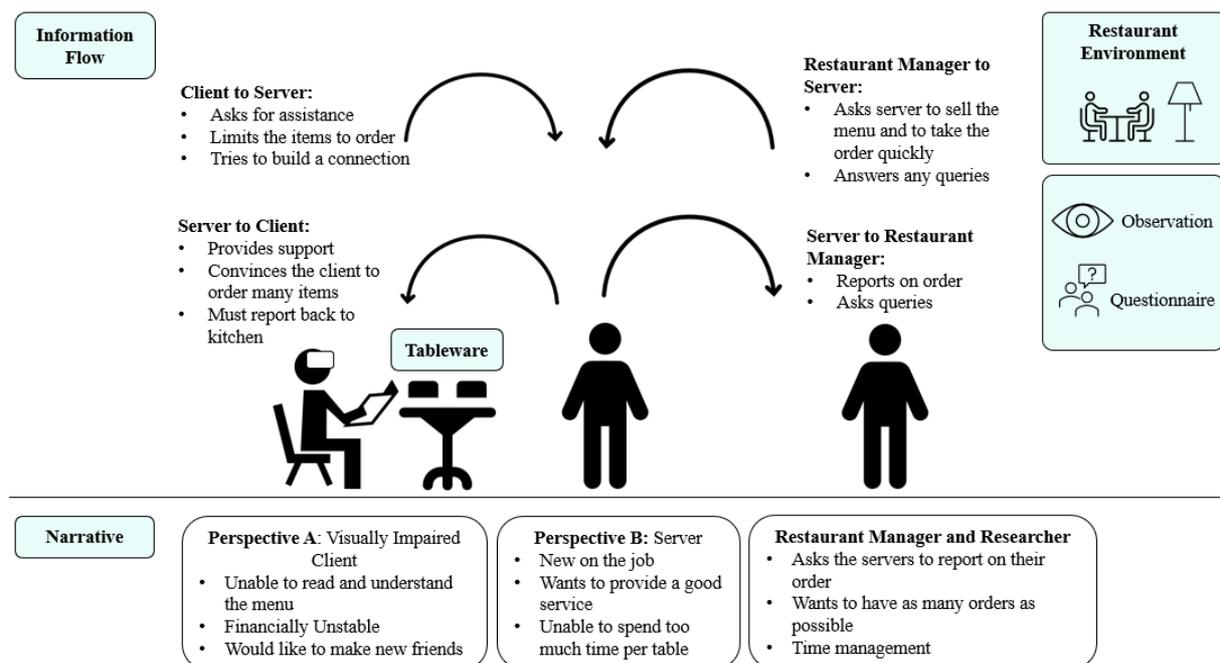 Information
Flow
Client to Server:
• Asks for assistance
• Limits the items to order
• Tries to build a connection
Restaurant Manager to
Server:
• Asks server to sell the
menu and to take the
order quickly
• Answers any queries
Restaurant
Environment
Server to Client:
• Provides support
• Convinces the client to
order many items
• Must report back to
kitchen
Server to Restaurant
Manager:
• Reports on order
• Asks queries
Observation
?
Questionnaire
Tableware
Narrative
Perspective A: Visually Impaired
Client
• Unable to read and understand
the menu
• Financially Unstable
• Would like to make new friends
Perspective B: Server
• New on the job
• Wants to provide a good
service
• Unable to spend too
much time per table
Restaurant Manager and Researcher
• Asks the servers to report on their
order
• Wants to have as many orders as
possible
• Time management